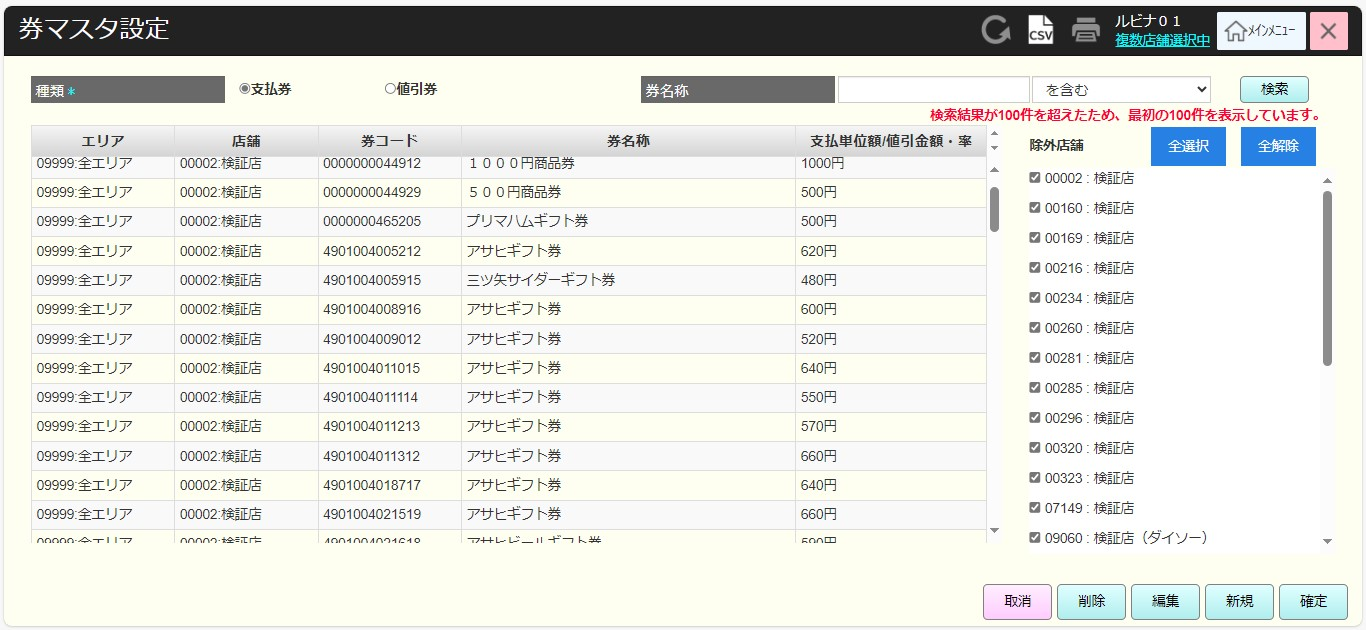 券マスタ設定
CSV
ルビナ０１
複数店舗選択中
メインメニュー
種類＊ 支払券 値引券 券名称 を含む 検索
検索結果が100件を超えたため、最初の100件を表示しています。
エリア 店舗 券コード 券名称 支払単位額/値引金額・率
09999:全エリア 00002:検証店 0000000044912 １０００円商品券 1000円
09999:全エリア 00002:検証店 0000000044929 ５００円商品券 500円
09999:全エリア 00002:検証店 0000000465205 プリマハムギフト券 500円
09999:全エリア 00002:検証店 4901004005212 アサヒギフト券 620円
09999:全エリア 00002:検証店 4901004005915 三ツ矢サイダーギフト券 480円
09999:全エリア 00002:検証店 4901004008916 アサヒギフト券 600円
09999:全エリア 00002:検証店 4901004009012 アサヒギフト券 520円
09999:全エリア 00002:検証店 4901004011015 アサヒギフト券 640円
09999:全エリア 00002:検証店 4901004011114 アサヒギフト券 550円
09999:全エリア 00002:検証店 4901004011213 アサヒギフト券 570円
09999:全エリア 00002:検証店 4901004011312 アサヒギフト券 660円
09999:全エリア 00002:検証店 4901004018717 アサヒギフト券 640円
09999:全エリア 00002:検証店 4901004021519 アサヒギフト券 660円
09999:全エリア 00002:検証店 4901004021618 アサヒビールギフト券
除外店舗 全選択 全解除
00002 : 検証店
00160 : 検証店
00169 : 検証店
00216 : 検証店
00234 : 検証店
00260 : 検証店
00281 : 検証店
00285 : 検証店
00296 : 検証店
00320 : 検証店
00323 : 検証店
07149 : 検証店
09060 : 検証店（ダイソー）
取消 削除 編集 新規 確定